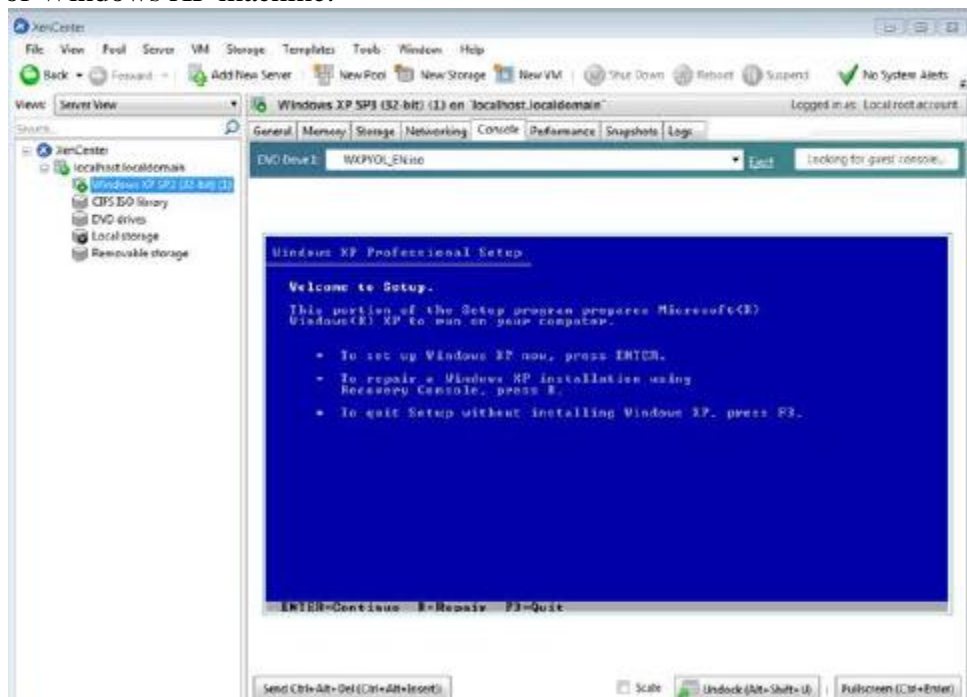 of Windows XP machine.
XenCenter
File View Pool Server VM Storage Templates Tools Window Help
Back Forward Add New Server New Pool New Storage New VM Shut Down Reboot Suspend No System Alerts
Views: Server View
Windows XP SP3 (32-bit) (1) on 'localhost.localdomain'
Logged in as: Local root account
Search...
General Memory Storage Networking Console Performance Snapshots Logs
XenCenter
localhost.localdomain
Windows XP SP3 (32-bit) (1)
CIFS ISO library
DVD drives
Local storage
Removable storage
DVD Drive 1: WXPVOL_EN.iso Eject Looking for guest console...
Windows XP Professional Setup
Welcome to Setup.
This portion of the Setup program prepares Microsoft(R)
Windows(R) XP to run on your computer.
• To set up Windows XP now, press ENTER.
• To repair a Windows XP installation using
Recovery Console, press R.
• To quit Setup without installing Windows XP, press F3.
ENTER=Continue R=Repair F3=Quit
Send Ctrl+Alt+Del (Ctrl+Alt+Insert) Scale Undock (Alt+Shift+U) Fullscreen (Ctrl+Enter)